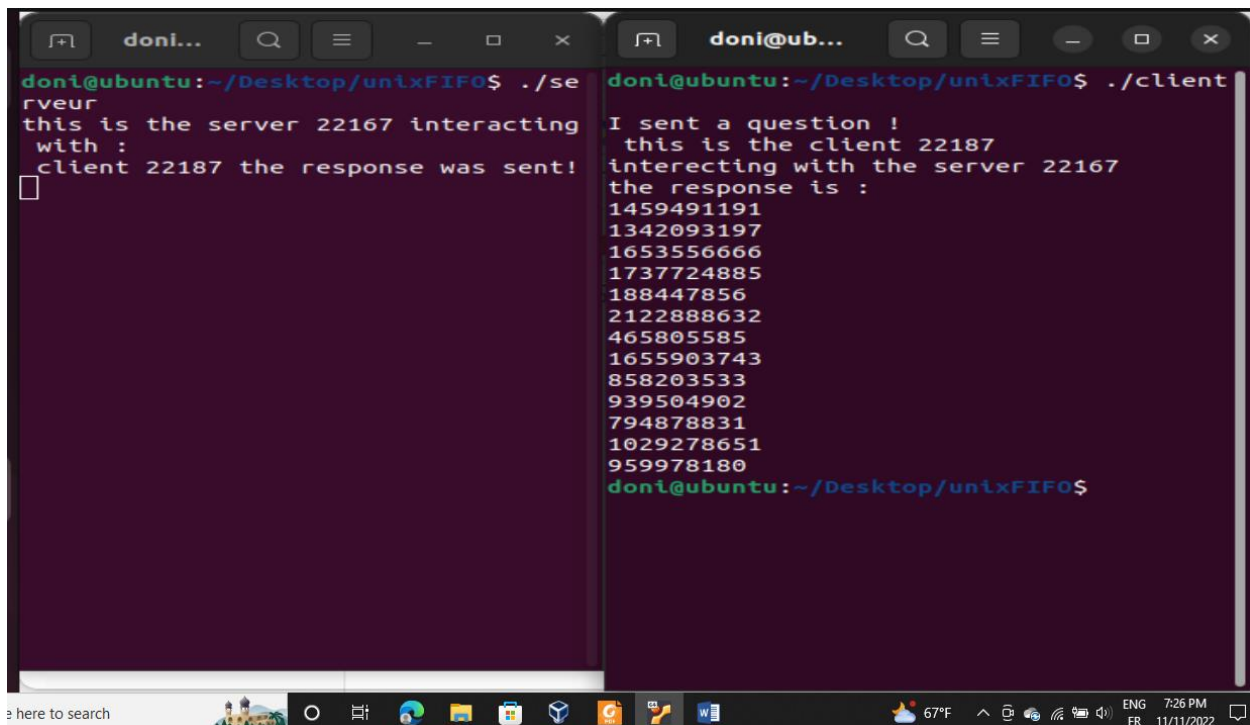 doni...
doni@ubuntu:~/Desktop/unixFIFO$ ./se
rveur
this is the server 22167 interacting
with :
client 22187 the response was sent!
doni@ub...
doni@ubuntu:~/Desktop/unixFIFO$ ./client
I sent a question !
this is the client 22187
interecting with the server 22167
the response is :
1459491191
1342093197
1653556666
1737724885
188447856
2122888632
465805585
1655903743
858203533
939504902
794878831
1029278651
959978180
doni@ubuntu:~/Desktop/unixFIFO$
e here to search
67°F
ENG
FR
7:26 PM
11/11/2022